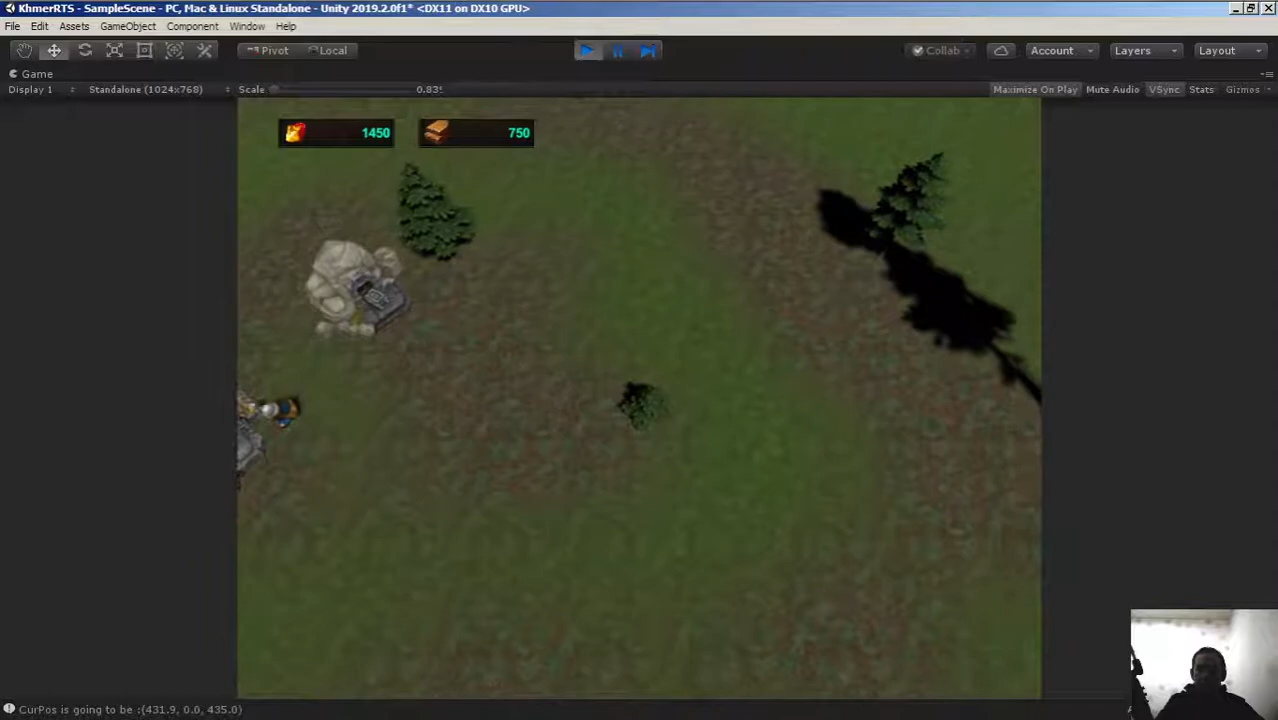 KhmerRTS - SampleScene - PC, Mac & Linux Standalone - Unity 2019.2.0f1* <DX11 on DX10 GPU>
File Edit Assets GameObject Component Window Help
Pivot Local Collab Account Layers Layout
Game
Display 1 Standalone (1024x768) Scale 0.83 Maximize On Play Mute Audio VSync Stats Gizmos
1450 750
CurPos is going to be :(431.9, 0.0, 435.0)